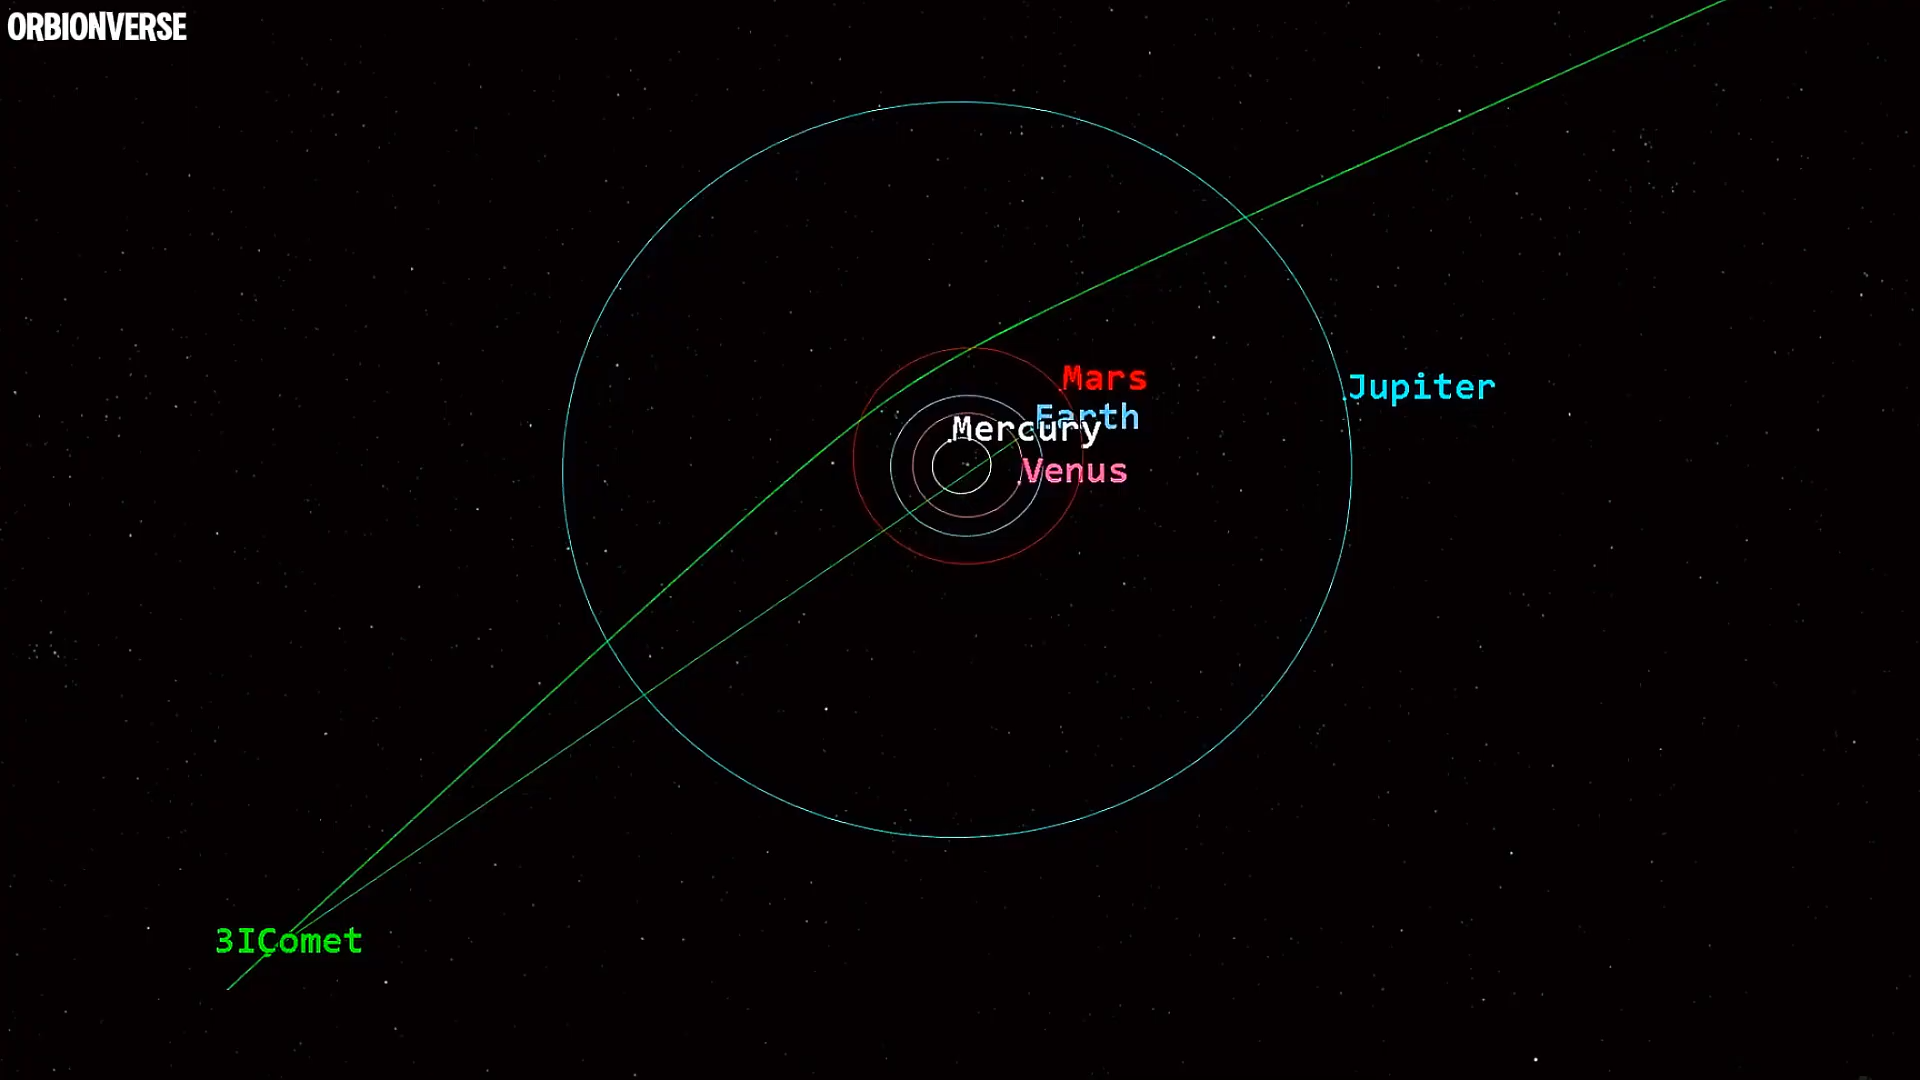 ORBIONVERSE
Mars
Jupiter
Earth
Mercury
Venus
3IComet